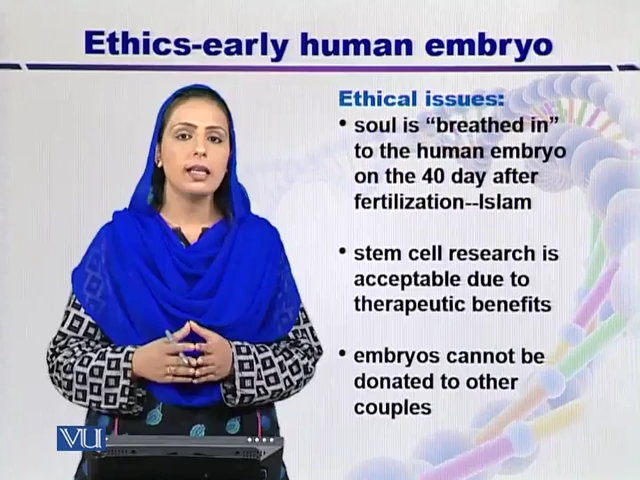 Ethics-early human embryo
Ethical issues:
• soul is “breathed in”
to the human embryo
on the 40 day after
fertilization--Islam
• stem cell research is
acceptable due to
therapeutic benefits
• embryos cannot be
donated to other
couples
VU